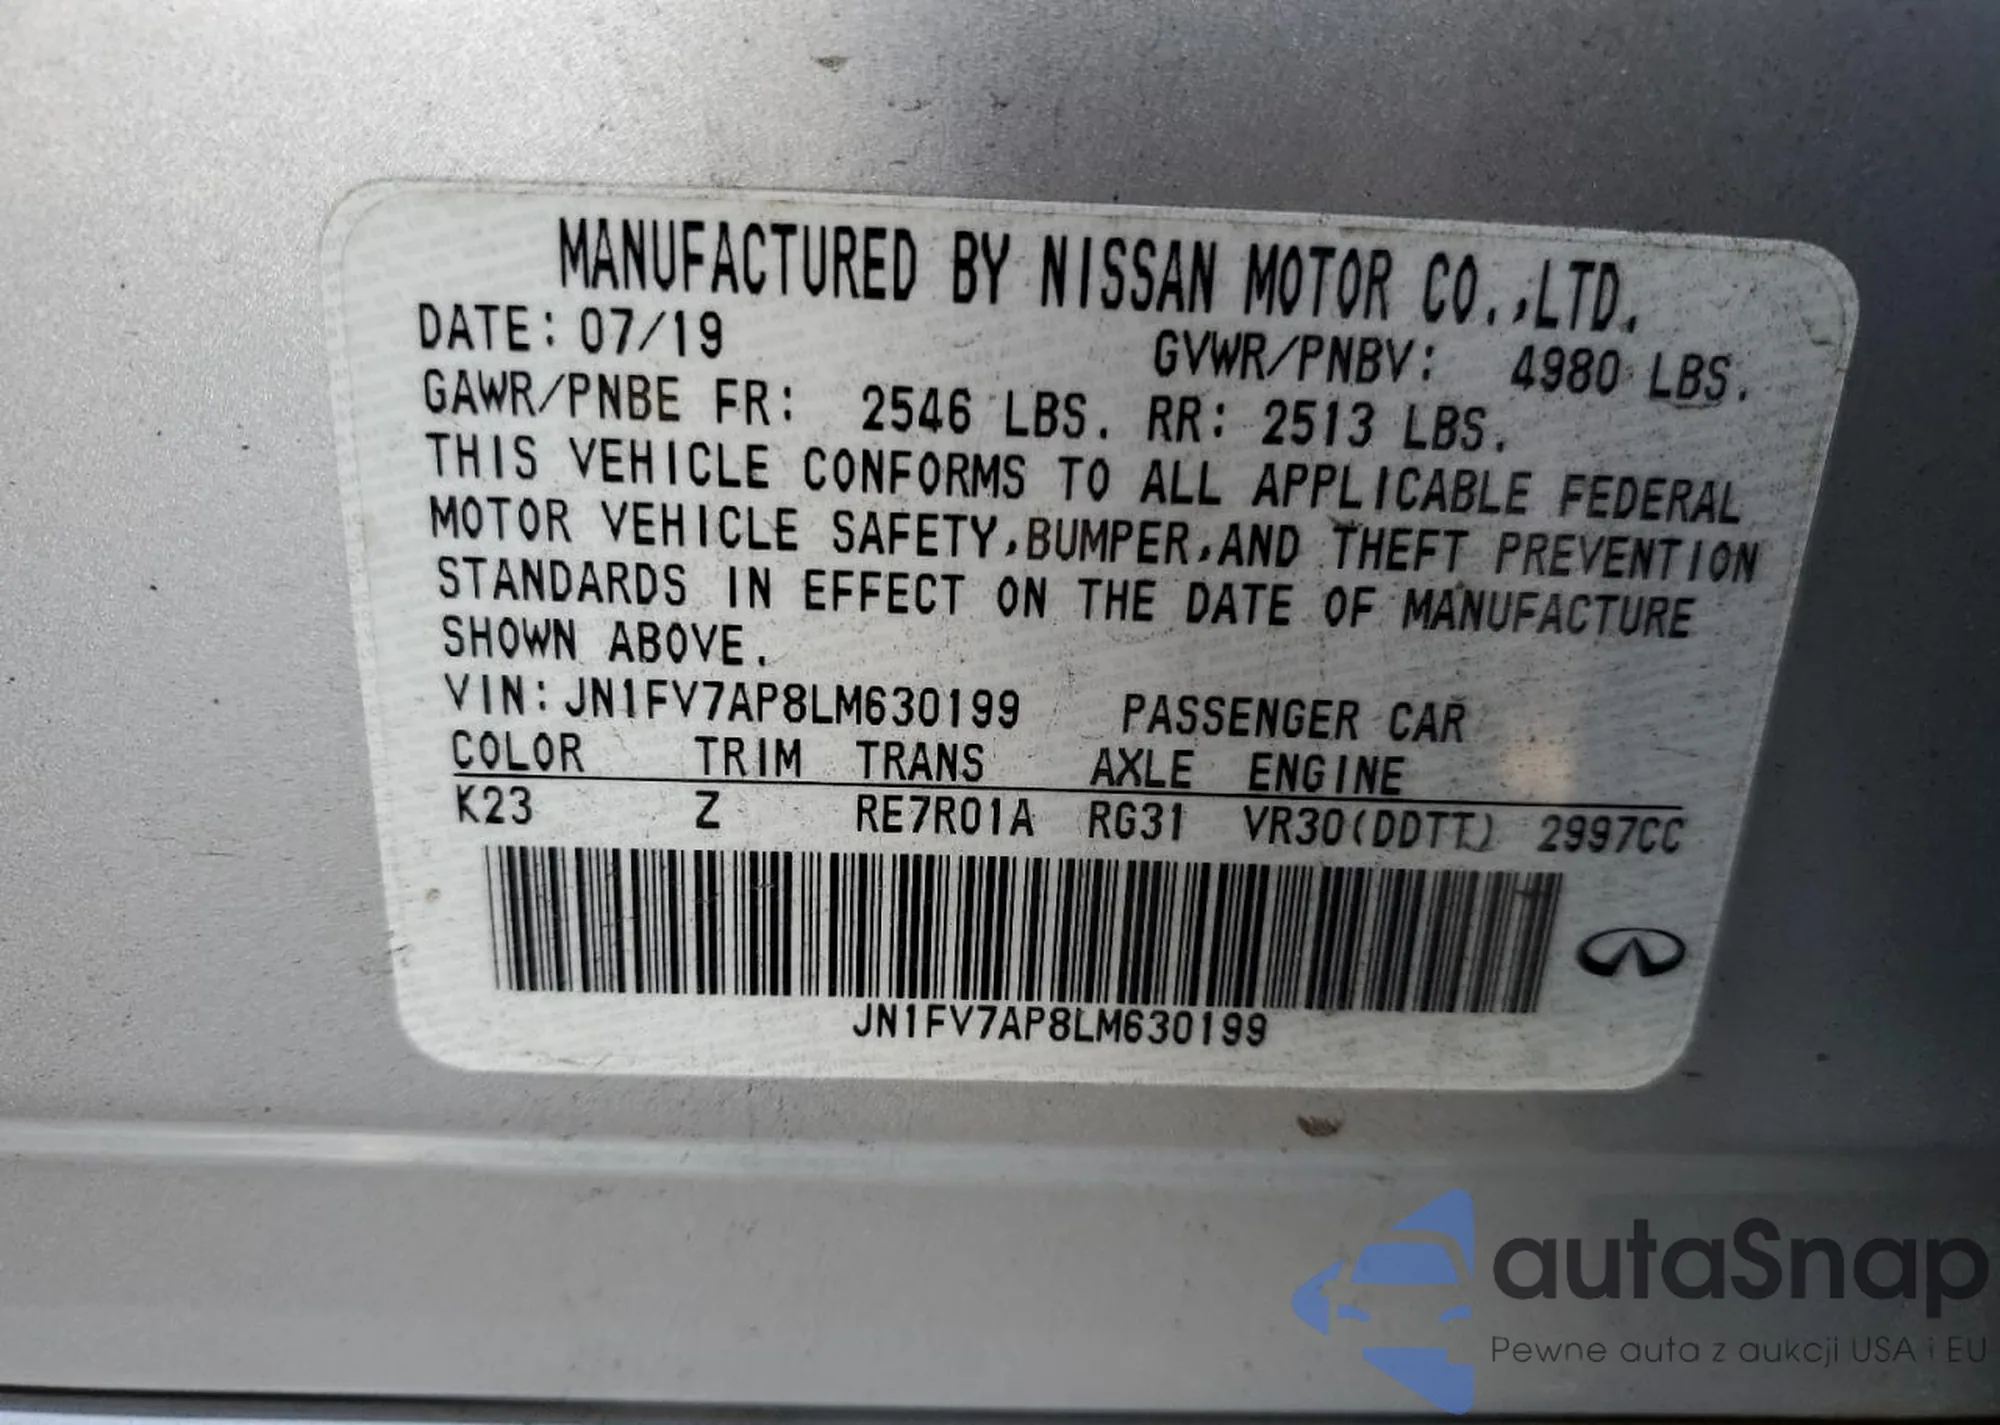 MANUFACTURED BY NISSAN MOTOR CO.,LTD.
DATE: 07/19 GVWR/PNBV: 4980 LBS.
GAWR/PNBE FR: 2546 LBS. RR: 2513 LBS.
THIS VEHICLE CONFORMS TO ALL APPLICABLE FEDERAL
MOTOR VEHICLE SAFETY,BUMPER,AND THEFT PREVENTION
STANDARDS IN EFFECT ON THE DATE OF MANUFACTURE
SHOWN ABOVE.
VIN: JN1FV7AP8LM630199 PASSENGER CAR
COLOR TRIM TRANS AXLE ENGINE
K23 Z RE7R01A RG31 VR30(DDTT) 2997CC
JN1FV7AP8LM630199
autaSnap
Pewne auta z aukcji USA i EU